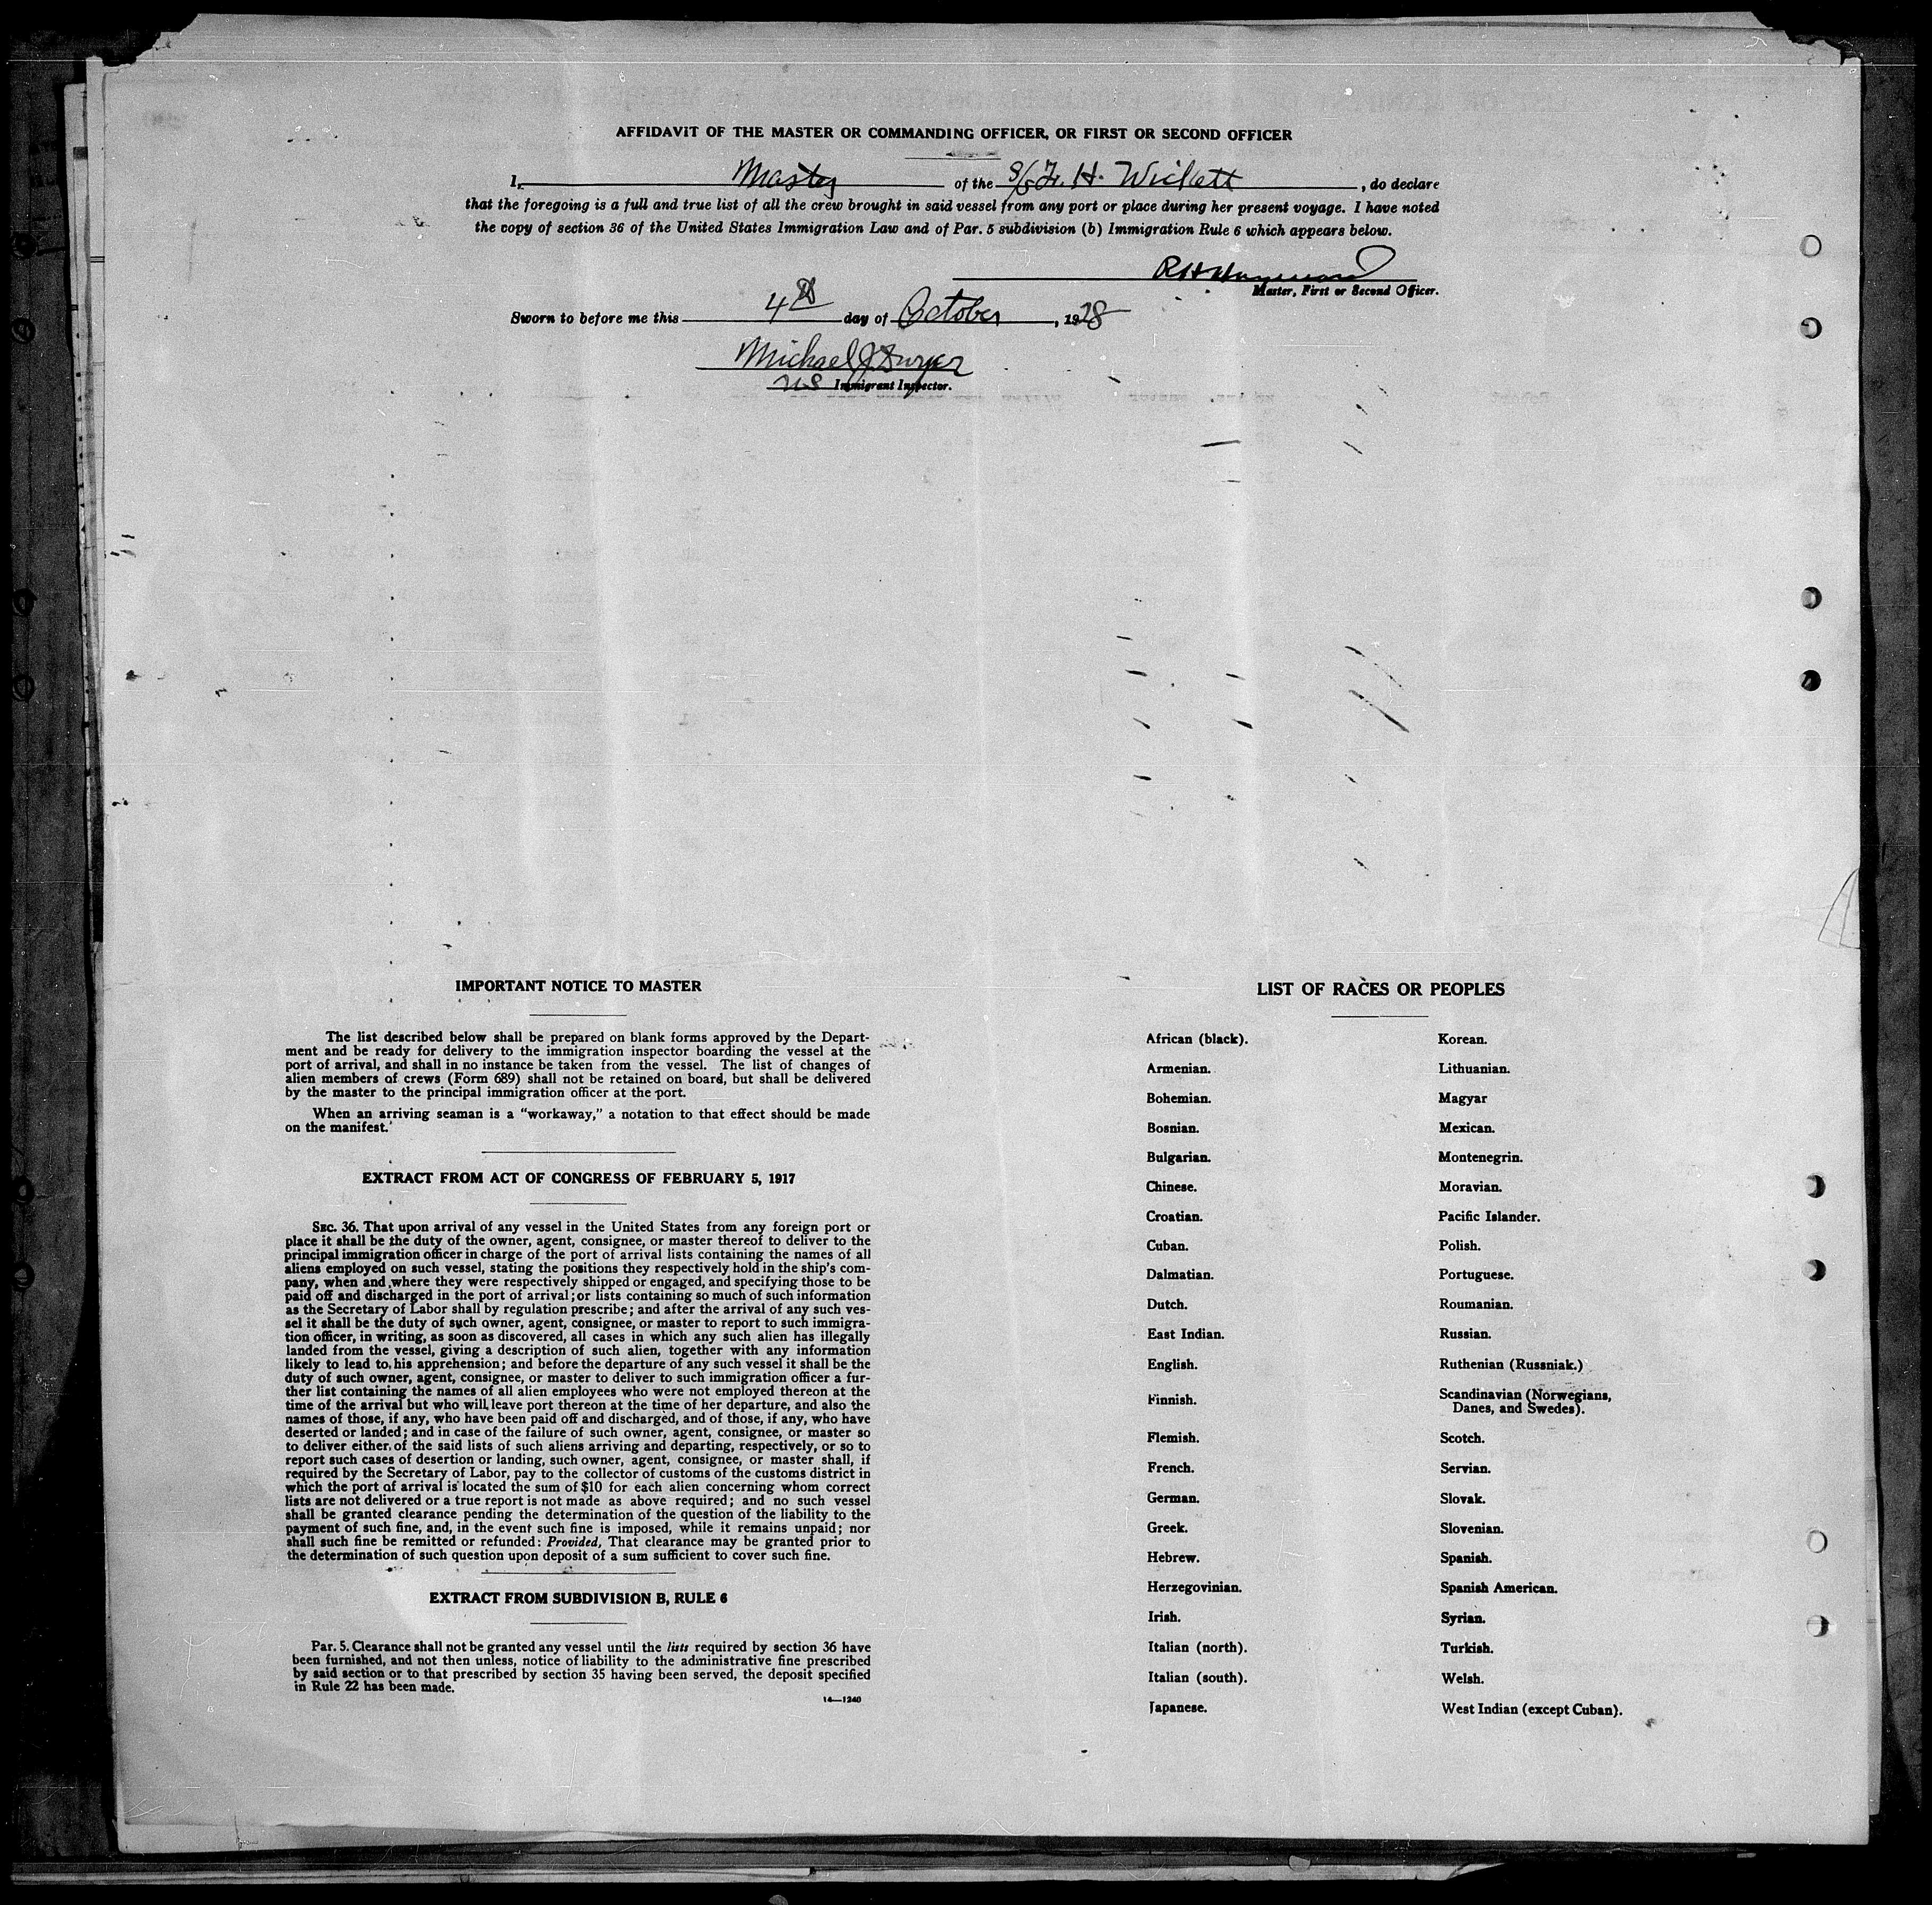 AFFIDAVIT OF THE MASTER OR COMMANDING OFFICER, OR FIRST OR SECOND OFFICER
I, Master of the S/S F. H. Wickett, do declare
that the foregoing is a full and true list of all the crew brought in said vessel from any port or place during her present voyage. I have noted
the copy of section 36 of the United States Immigration Law and of Par. 5 subdivision (b) Immigration Rule 6 which appears below.
Master, First or Second Officer.
Sworn to before me this 4th day of October, 1928
Michael J.
US Immigrant Inspector.
IMPORTANT NOTICE TO MASTER
The list described below shall be prepared on blank forms approved by the Depart-
ment and be ready for delivery to the immigration inspector boarding the vessel at the
port of arrival, and shall in no instance be taken from the vessel. The list of changes of
alien members of crews (Form 689) shall not be retained on board, but shall be delivered
by the master to the principal immigration officer at the port.
When an arriving seaman is a "workaway," a notation to that effect should be made
on the manifest.
EXTRACT FROM ACT OF CONGRESS OF FEBRUARY 5, 1917
SEC. 36. That upon arrival of any vessel in the United States from any foreign port or
place it shall be the duty of the owner, agent, consignee, or master thereof to deliver to the
principal immigration officer in charge of the port of arrival lists containing the names of all
aliens employed on such vessel, stating the positions they respectively hold in the ship's com-
pany, when and where they were respectively shipped or engaged, and specifying those to be
paid off and discharged in the port of arrival; or lists containing so much of such information
as the Secretary of Labor shall by regulation prescribe; and after the arrival of any such ves-
sel it shall be the duty of such owner, agent, consignee, or master to report to such immigra-
tion officer, in writing, as soon as discovered, all cases in which any such alien has illegally
landed from the vessel, giving a description of such alien, together with any information
likely to lead to his apprehension; and before the departure of any such vessel it shall be the
duty of such owner, agent, consignee, or master to deliver to such immigration officer a fur-
ther list containing the names of all alien employees who were not employed thereon at the
time of the arrival but who will leave port thereon at the time of her departure, and also the
names of those, if any, who have been paid off and discharged, and of those, if any, who have
deserted or landed; and in case of the failure of such owner, agent, consignee, or master so
to deliver either of the said lists of such aliens arriving and departing, respectively, or so to
report such cases of desertion or landing, such owner, agent, consignee, or master shall, if
required by the Secretary of Labor, pay to the collector of customs of the customs district in
which the port of arrival is located the sum of $10 for each alien concerning whom correct
lists are not delivered or a true report is not made as above required; and no such vessel
shall be granted clearance pending the determination of the question of the liability to the
payment of such fine, and, in the event such fine is imposed, while it remains unpaid; nor
shall such fine be remitted or refunded: Provided, That clearance may be granted prior to
the determination of such question upon deposit of a sum sufficient to cover such fine.
EXTRACT FROM SUBDIVISION B, RULE 6
Par. 5. Clearance shall not be granted any vessel until the lists required by section 36 have
been furnished, and not then unless, notice of liability to the administrative fine prescribed
by said section or to that prescribed by section 35 having been served, the deposit specified
in Rule 22 has been made.
14—1240
LIST OF RACES OR PEOPLES
African (black).
Armenian.
Bohemian.
Bosnian.
Bulgarian.
Chinese.
Croatian.
Cuban.
Dalmatian.
Dutch.
East Indian.
English.
Finnish.
Flemish.
French.
German.
Greek.
Hebrew.
Herzegovinian.
Irish.
Italian (north).
Italian (south).
Japanese.
Korean.
Lithuanian.
Magyar
Mexican.
Montenegrin.
Moravian.
Pacific Islander.
Polish.
Portuguese.
Roumanian.
Russian.
Ruthenian (Russniak.)
Scandinavian (Norwegians,
Danes, and Swedes).
Scotch.
Servian.
Slovak.
Slovenian.
Spanish.
Spanish American.
Syrian.
Turkish.
Welsh.
West Indian (except Cuban).